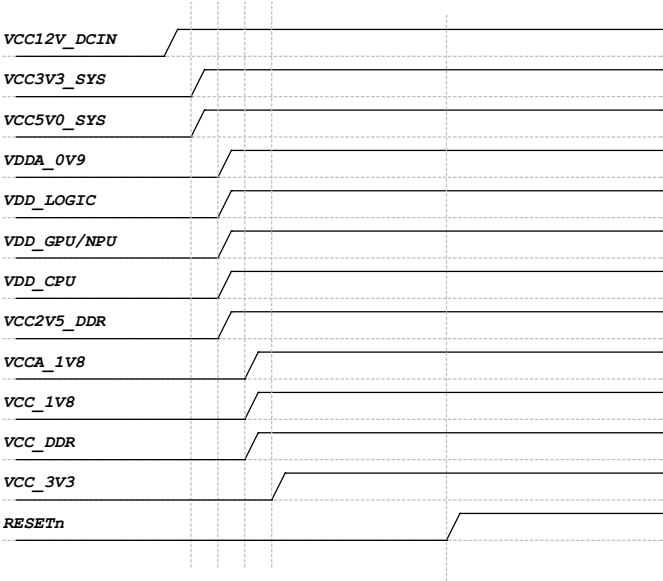 VCC12V_DCIN
VCC3V3_SYS
VCC5V0_SYS
VDDA_0V9
VDD_LOGIC
VDD_GPU/NPU
VDD_CPU
VCC2V5_DDR
VCCA_1V8
VCC_1V8
VCC_DDR
VCC_3V3
RESETn